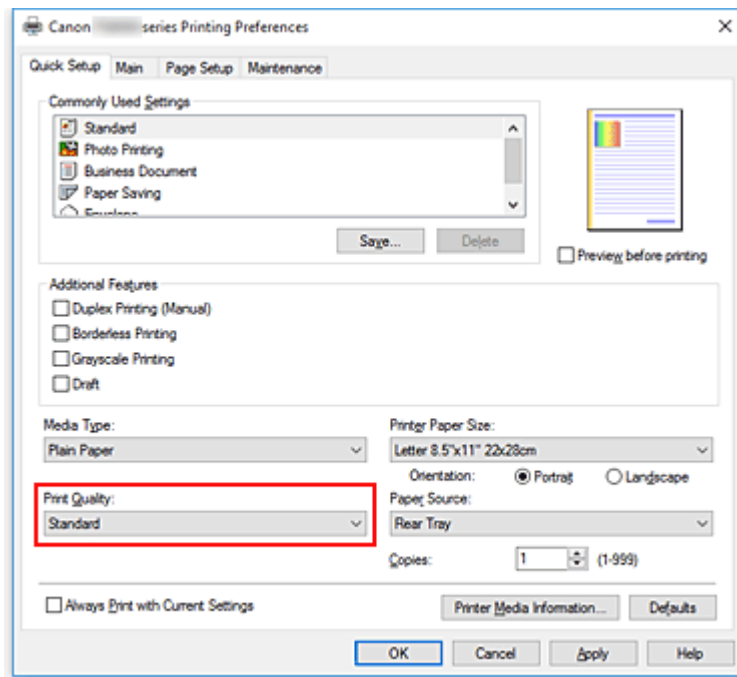 Canon series Printing Preferences
Quick Setup Main Page Setup Maintenance
Commonly Used Settings
Standard
Photo Printing
Business Document
Paper Saving
Envelope
Save... Delete
Preview before printing
Additional Features
Duplex Printing (Manual)
Borderless Printing
Grayscale Printing
Draft
Media Type:
Plain Paper
Printer Paper Size:
Letter 8.5"x11" 22x28cm
Orientation: Portrait Landscape
Print Quality:
Standard
Paper Source:
Rear Tray
Copies: 1 (1-999)
Always Print with Current Settings
Printer Media Information... Defaults
OK Cancel Apply Help